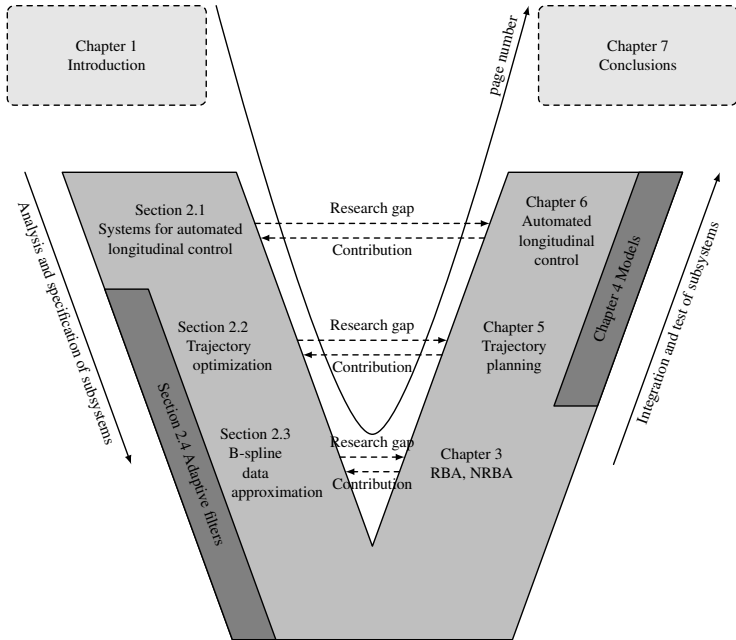 Chapter 1
Introduction
page number
Chapter 7
Conclusions
Analysis and specification of subsystems
Section 2.1
Systems for automated
longitudinal control
Research gap
Contribution
Chapter 6
Automated
longitudinal
control
Chapter 4 Models
Integration and test of subsystems
Section 2.2
Trajectory
optimization
Research gap
Contribution
Chapter 5
Trajectory
planning
Section 2.4 Adaptive filters
Section 2.3
B-spline
data
approximation
Research gap
Contribution
Chapter 3
RBA, NRBA